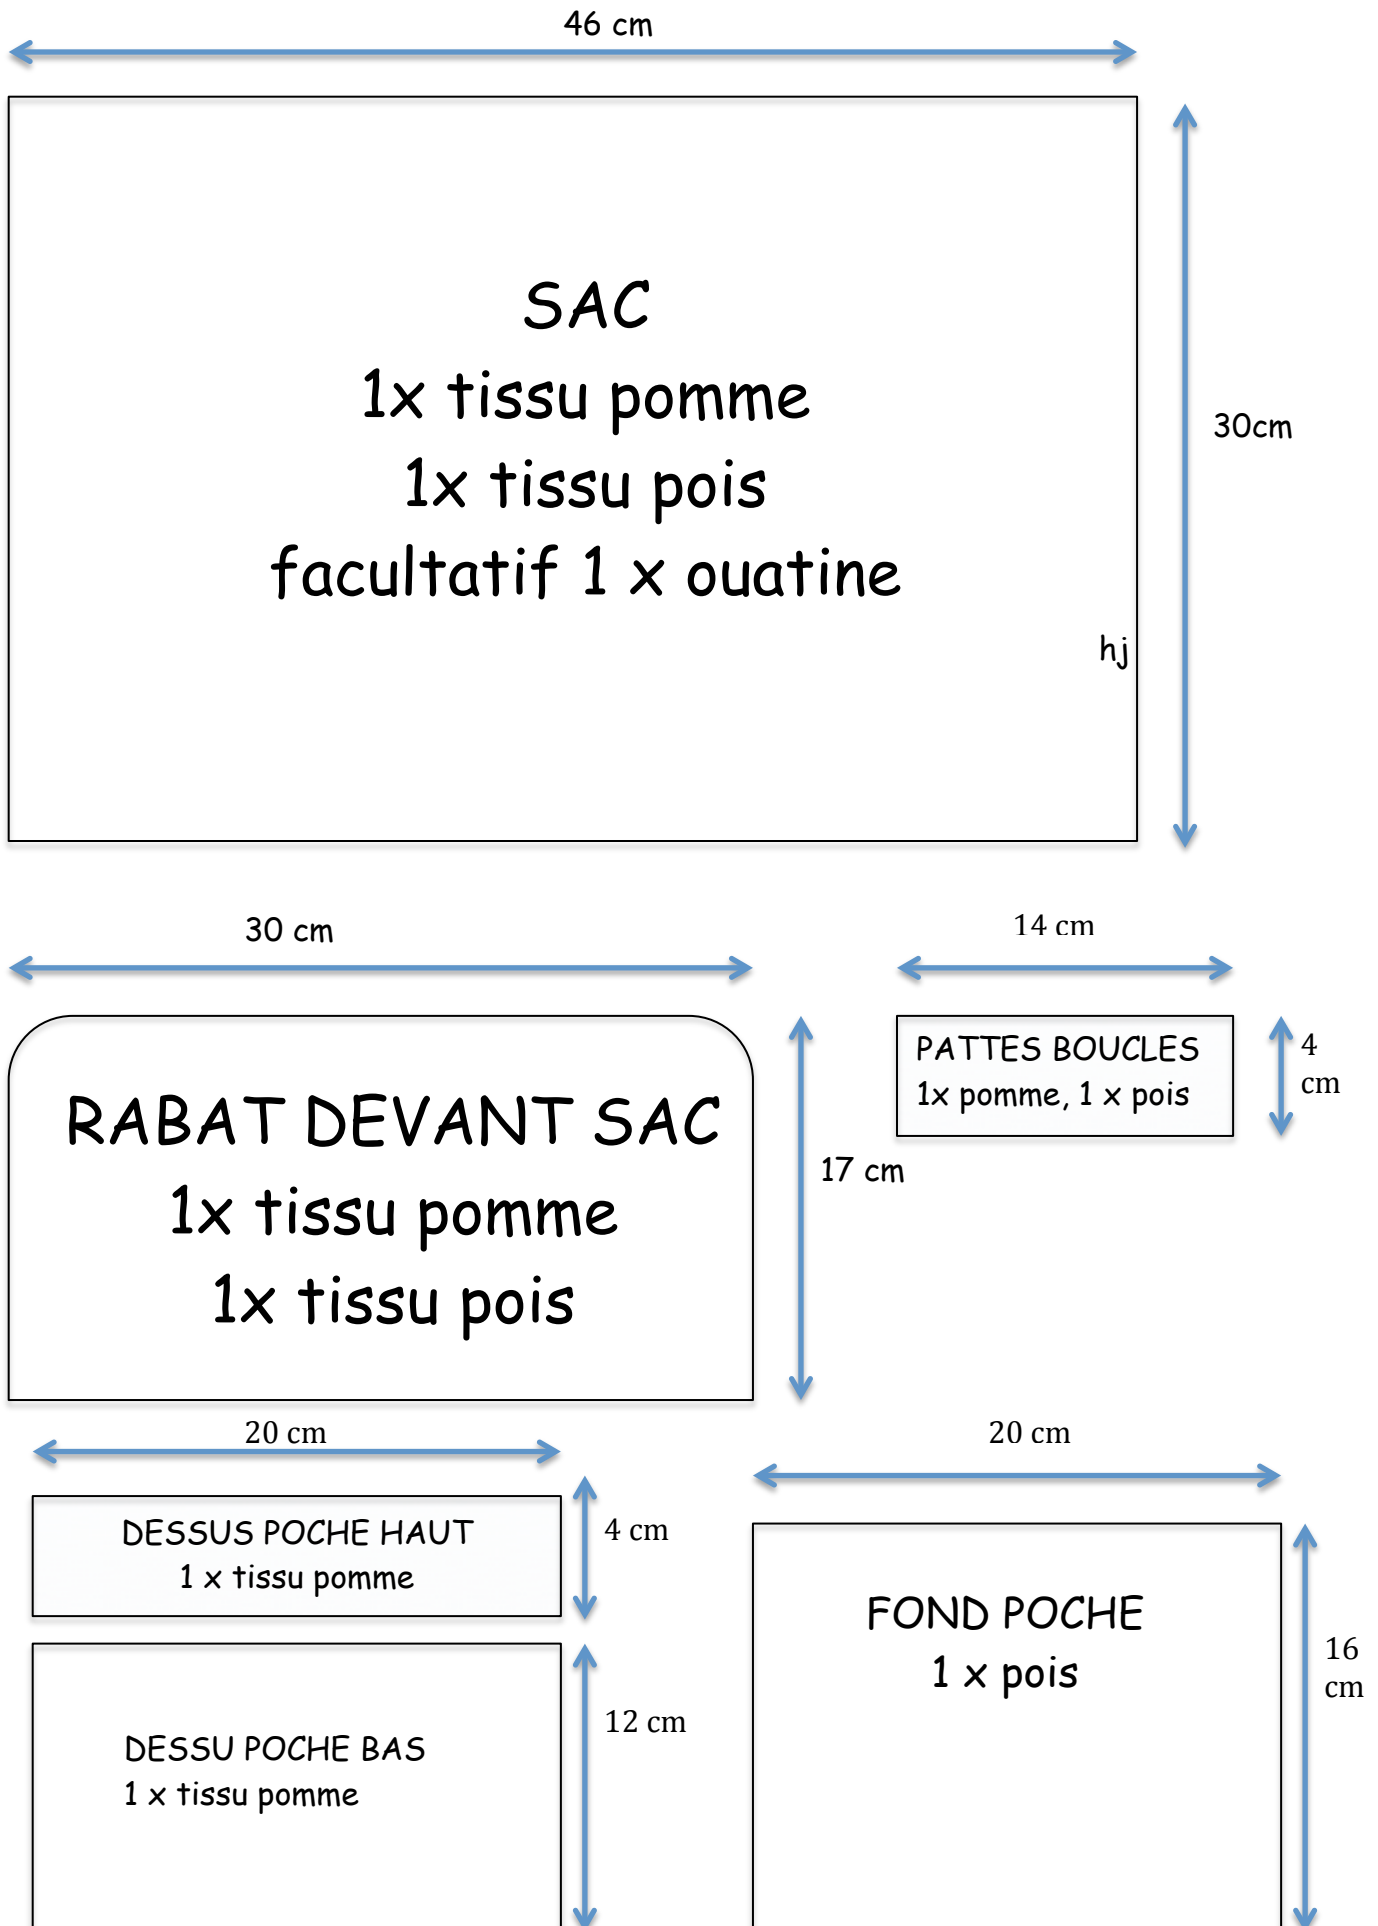 46 cm
SAC
1x tissu pomme
1x tissu pois
facultatif 1 x ouatine
30cm
hj
30 cm
14 cm
PATTES BOUCLES
1x pomme, 1 x pois
4
cm
RABAT DEVANT SAC
1x tissu pomme
1x tissu pois
17 cm
20 cm
20 cm
DESSUS POCHE HAUT
1 x tissu pomme
4 cm
FOND POCHE
1 x pois
16
cm
DESSU POCHE BAS
1 x tissu pomme
12 cm